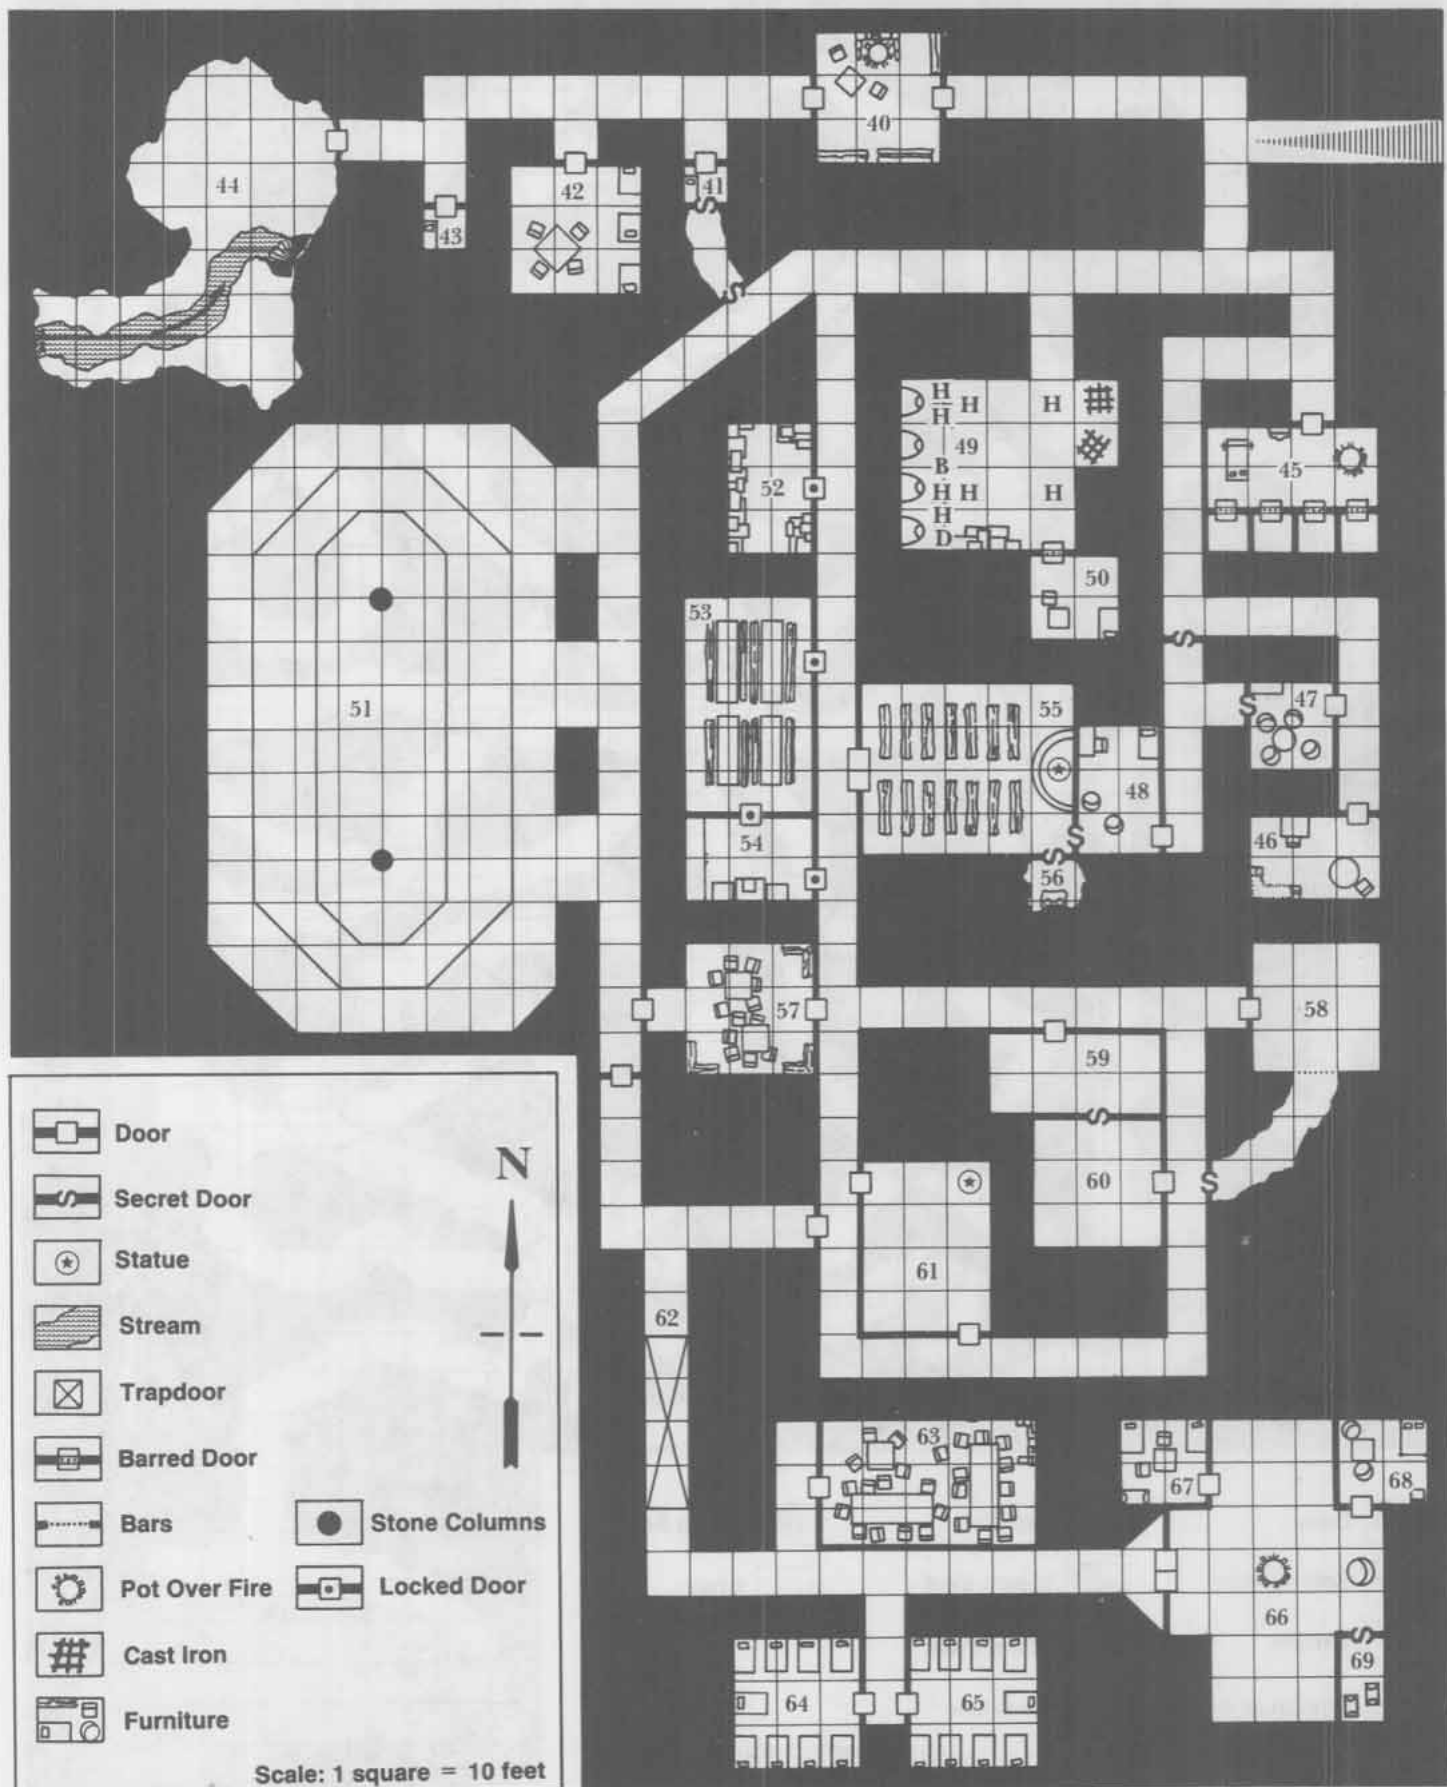 40
44
42
41
43
H
H H H
49
B
H H H
H
D
45
52
50
53
51
55
47
48
54
46
56
57
58
59
60
61
62
63
67
68
66
64
65
69
N
Door
S Secret Door
Statue
Stream
Trapdoor
Barred Door
Bars
Stone Columns
Pot Over Fire
Locked Door
Cast Iron
Furniture
Scale: 1 square = 10 feet
S
S
S
S
S
S
S
S
S